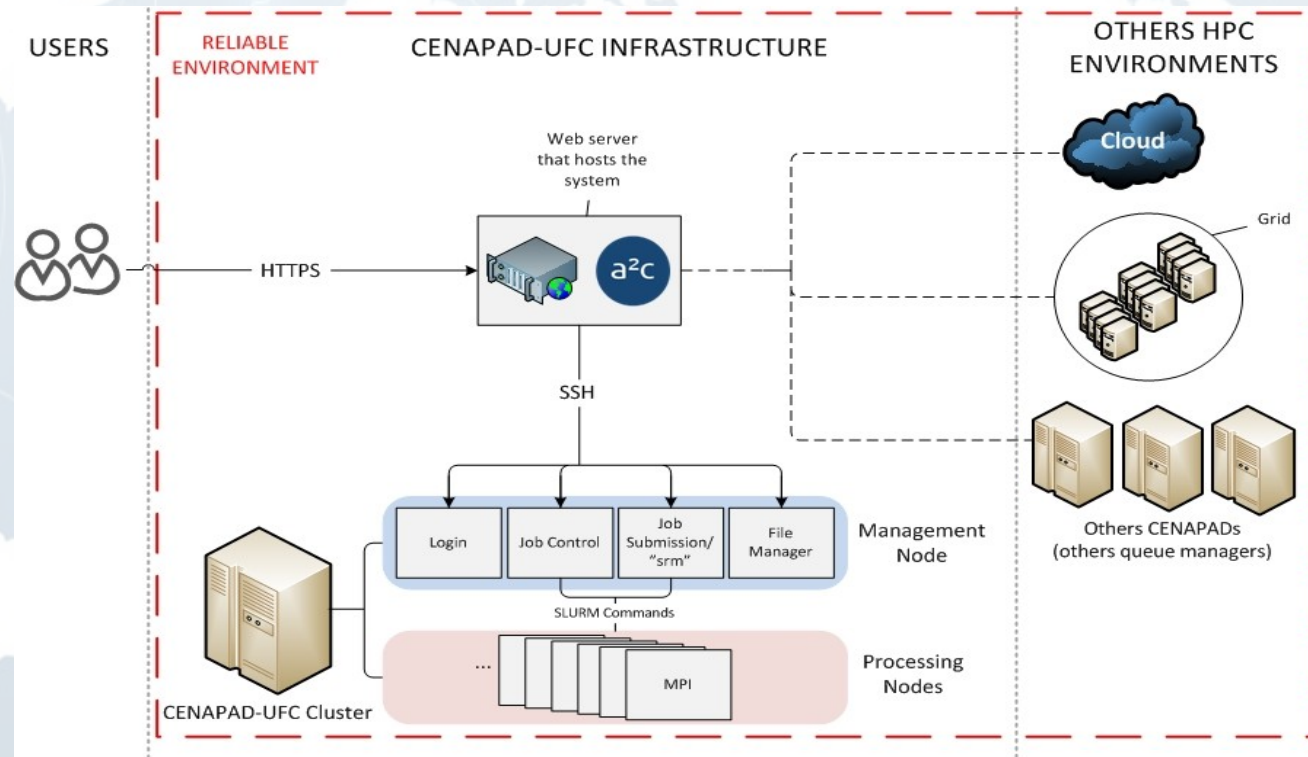 USERS
RELIABLE
ENVIRONMENT
CENAPAD-UFC INFRASTRUCTURE
OTHERS HPC
ENVIRONMENTS
Web server
that hosts the
system
Cloud
Grid
HTTPS
a²c
SSH
Login
Job Control
Job
Submission/
"srm"
File
Manager
Management
Node
Others CENAPADs
(others queue managers)
SLURM Commands
...
MPI
Processing
Nodes
CENAPAD-UFC Cluster